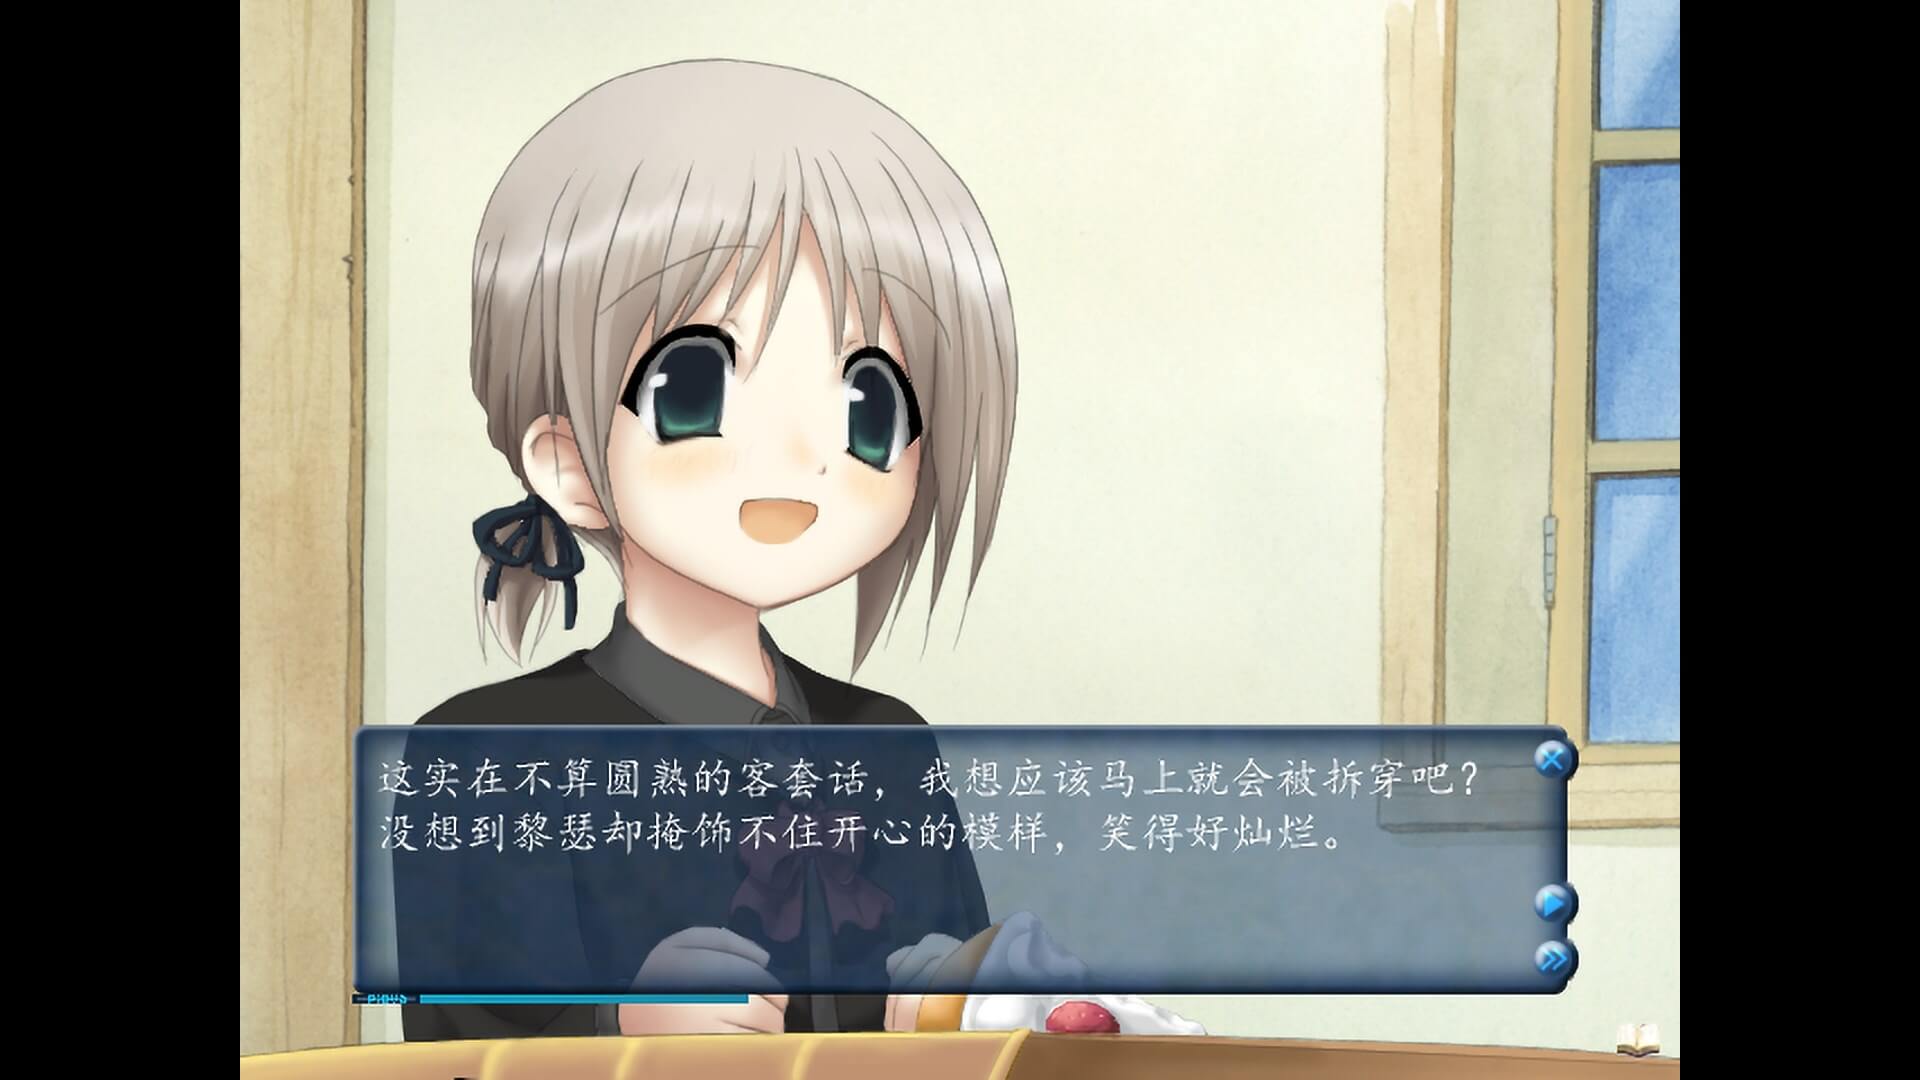 这实在不算圆熟的客套话，我想应该马上就会被拆穿吧？
没想到黎瑟却掩饰不住开心的模样，笑得好灿烂。